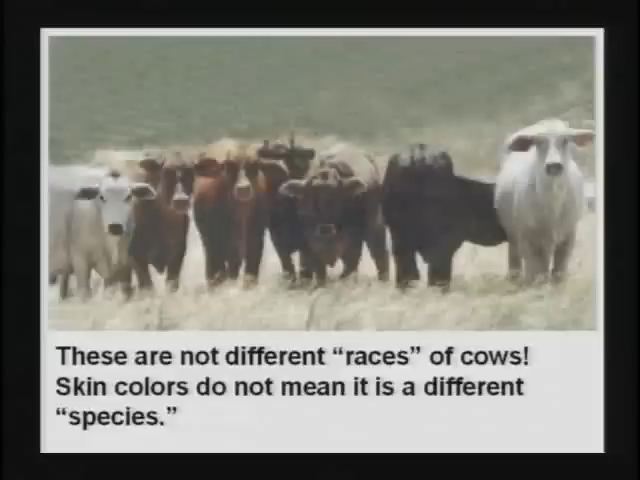 These are not different “races” of cows!
Skin colors do not mean it is a different
“species.”